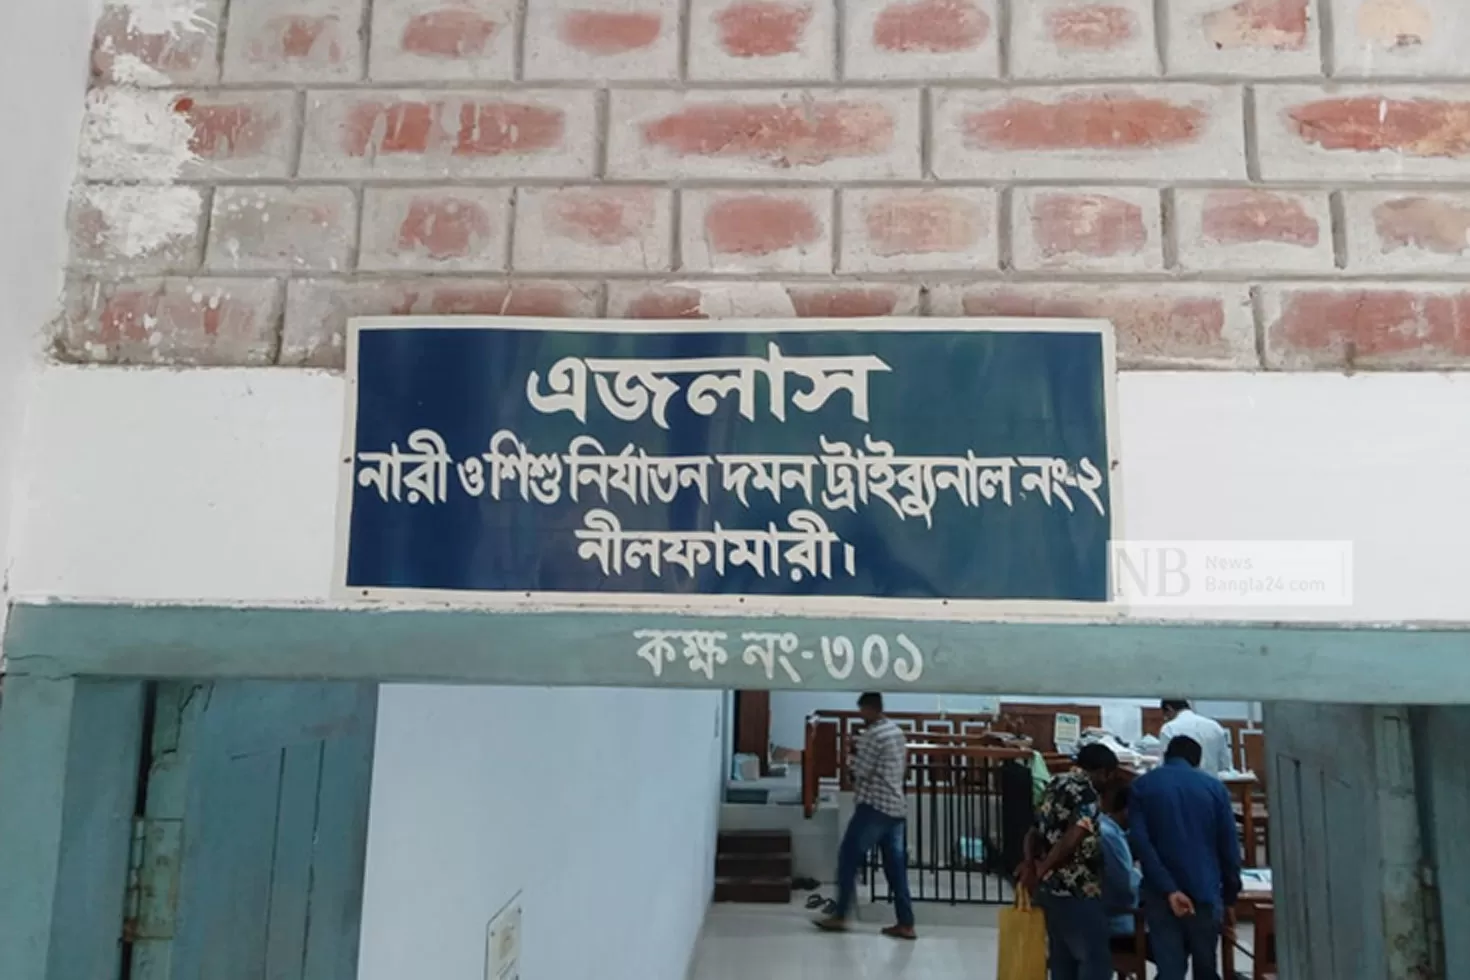 এজলাস
নারী ও শিশু নির্যাতন দমন ট্রাইব্যুনাল নং-২
নীলফামারী।
NB News
Bangla24.com
কক্ষ নং-৩০১